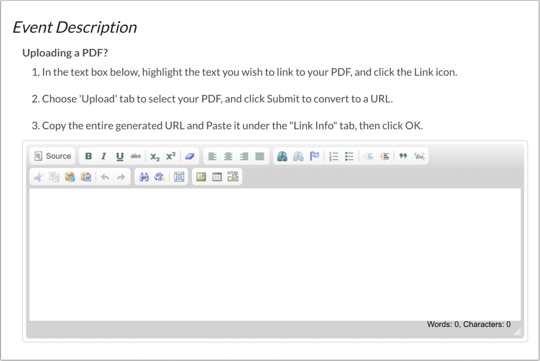 Event Description
Uploading a PDF?
1. In the text box below, highlight the text you wish to link to your PDF, and click the Link icon.
2. Choose 'Upload' tab to select your PDF, and click Submit to convert to a URL.
3. Copy the entire generated URL and Paste it under the "Link Info" tab, then click OK.
Source B I U abc X₂ X²
Words: 0, Characters: 0